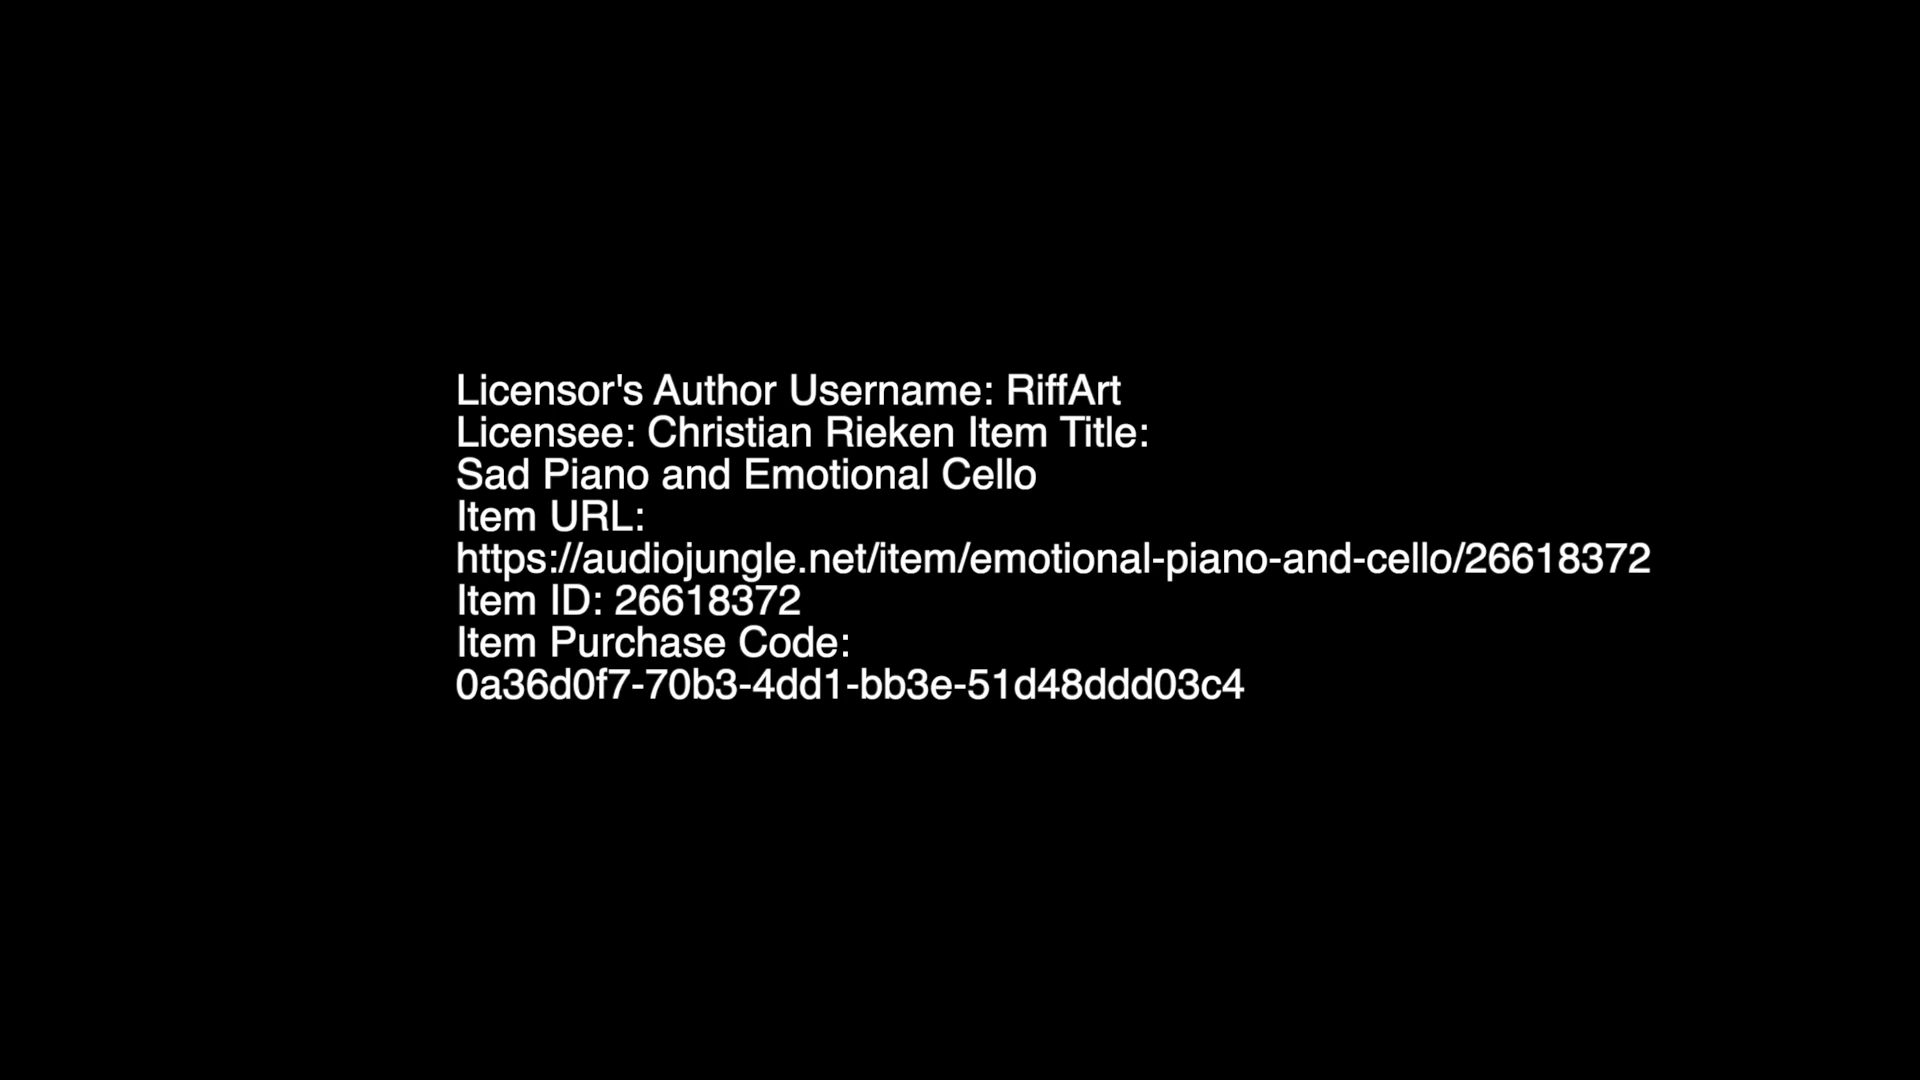 Licensor's Author Username: RiffArt
Licensee: Christian Rieken Item Title:
Sad Piano and Emotional Cello
Item URL:
https://audiojungle.net/item/emotional-piano-and-cello/26618372
Item ID: 26618372
Item Purchase Code:
0a36d0f7-70b3-4dd1-bb3e-51d48ddd03c4